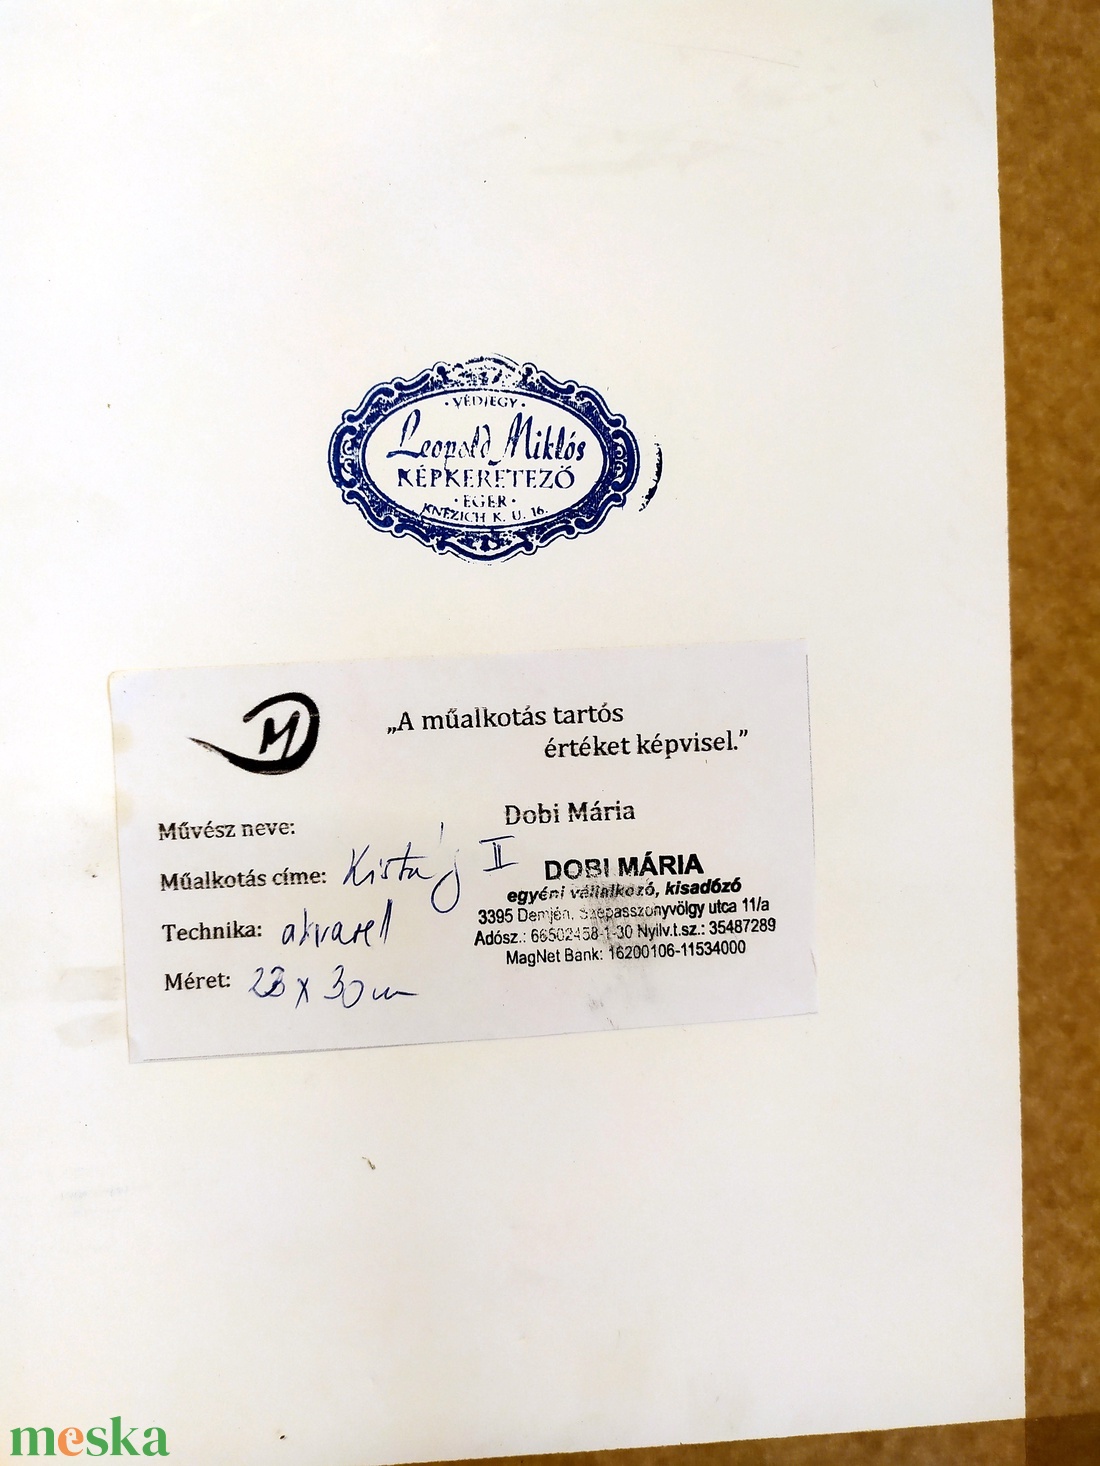 · VÉDJEGY ·
Leopold Miklós
KÉPKERETEZŐ
· EGER ·
KNÉZICH K. U. 16.
M
„A műalkotás tartós
értéket képvisel.”
Művész neve: Dobi Mária
Műalkotás címe: Kistáj II
Technika: akvarell
Méret: 23 x 30 cm
DOBI MÁRIA
egyéni vállalkozó, kisadózó
3395 Demjén, Szépasszonyvölgy utca 11/a
Adósz.: 66502458-1-30 Nyilv.t.sz.: 35487289
MagNet Bank: 16200106-11534000
meska